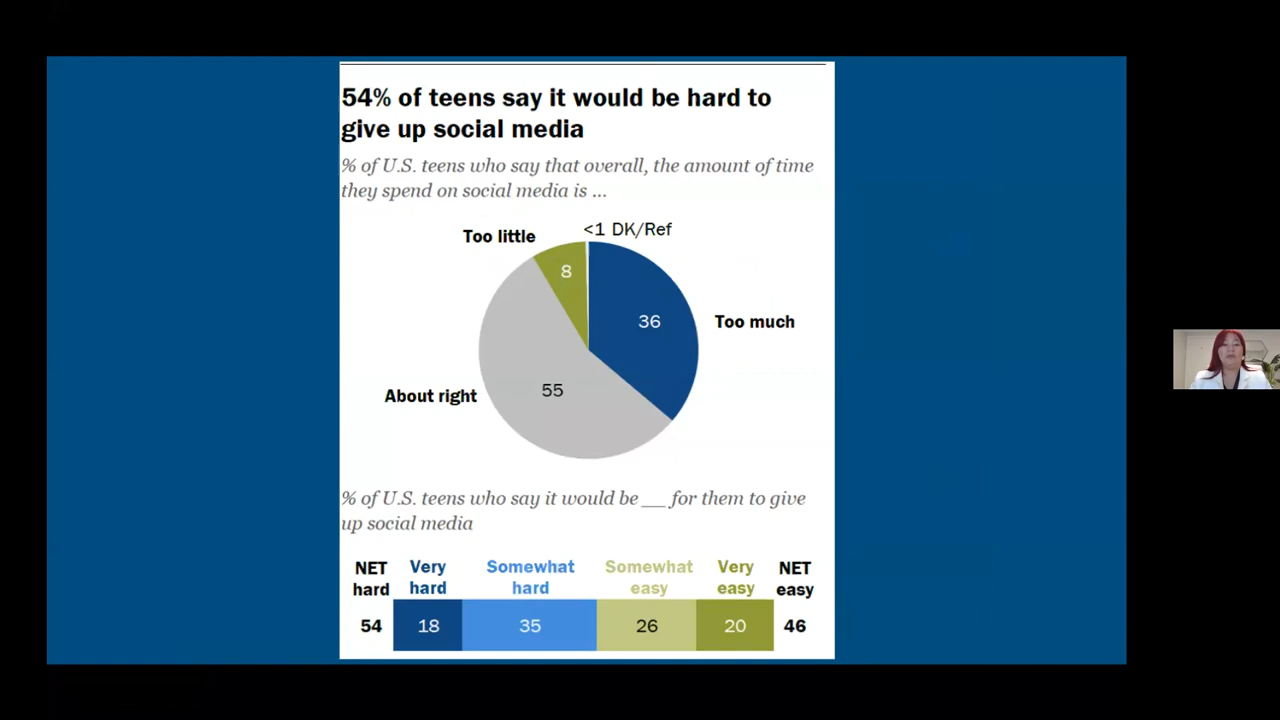 54% of teens say it would be hard to
give up social media
% of U.S. teens who say that overall, the amount of time
they spend on social media is ...
Too little
<1 DK/Ref
8
36
Too much
About right
55
% of U.S. teens who say it would be __ for them to give
up social media
NET hard
Very hard
Somewhat hard
Somewhat easy
Very easy
NET easy
54
18
35
26
20
46